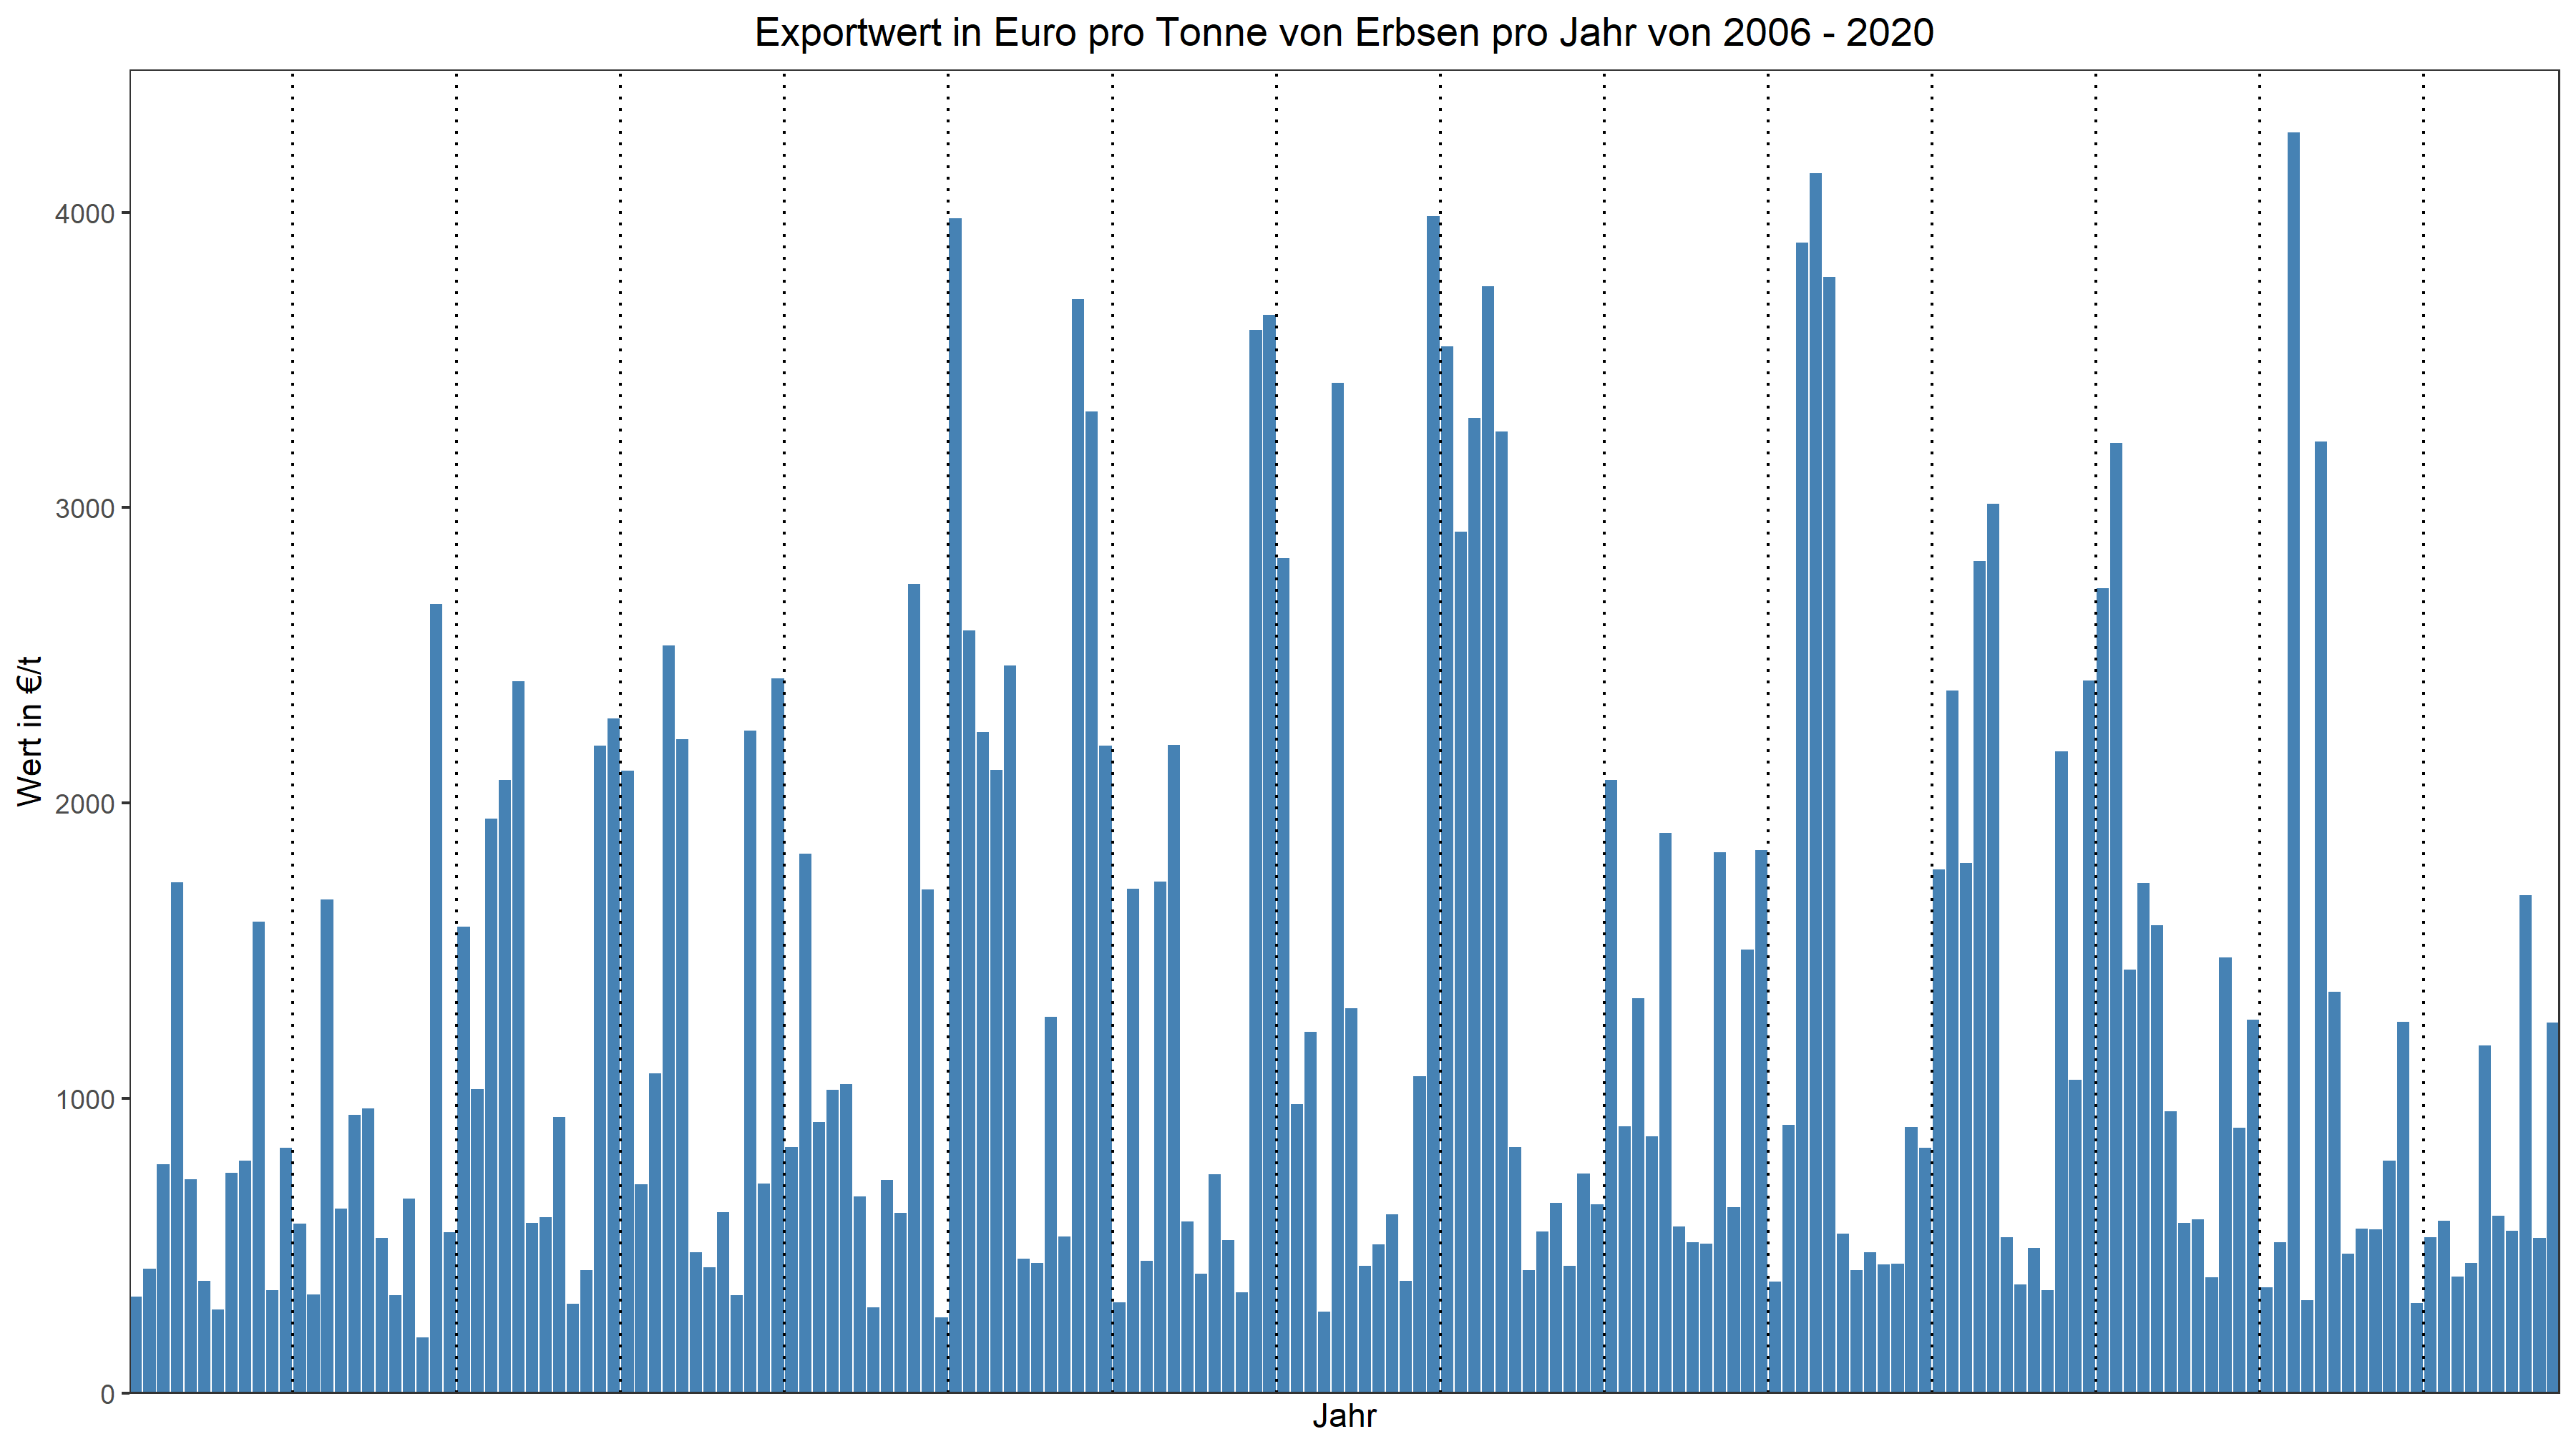 Exportwert in Euro pro Tonne von Erbsen pro Jahr von 2006 - 2020
Wert in €/t
4000
3000
2000
1000
0
Jahr